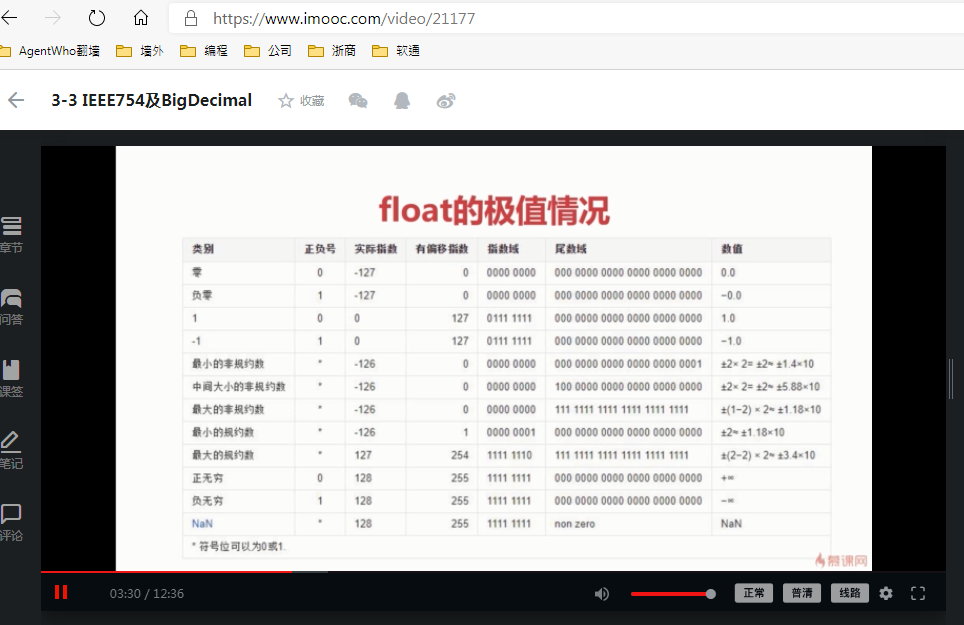 https://www.imooc.com/video/21177
AgentWho翻墙 墙外 编程 公司 浙商 软通
3-3 IEEE754及BigDecimal 收藏
章节
问答
课签
笔记
评论
float的极值情况
类别 正负号 实际指数 有偏移指数 指数域 尾数域 数值
零 0 -127 0 0000 0000 000 0000 0000 0000 0000 0000 0.0
负零 1 -127 0 0000 0000 000 0000 0000 0000 0000 0000 −0.0
1 0 0 127 0111 1111 000 0000 0000 0000 0000 0000 1.0
-1 1 0 127 0111 1111 000 0000 0000 0000 0000 0000 −1.0
最小的非规约数 * -126 0 0000 0000 000 0000 0000 0000 0000 0001 ±2× 2= ±2≈ ±1.4×10
中间大小的非规约数 * -126 0 0000 0000 100 0000 0000 0000 0000 0000 ±2× 2= ±2≈ ±5.88×10
最大的非规约数 * -126 0 0000 0000 111 1111 1111 1111 1111 1111 ±(1−2) × 2≈ ±1.18×10
最小的规约数 * -126 1 0000 0001 000 0000 0000 0000 0000 0000 ±2≈ ±1.18×10
最大的规约数 * 127 254 1111 1110 111 1111 1111 1111 1111 1111 ±(2−2) × 2≈ ±3.4×10
正无穷 0 128 255 1111 1111 000 0000 0000 0000 0000 0000 +∞
负无穷 1 128 255 1111 1111 000 0000 0000 0000 0000 0000 −∞
NaN * 128 255 1111 1111 non zero NaN
* 符号位可以为0或1.
慕课网
03:30 / 12:36 正常 普清 线路